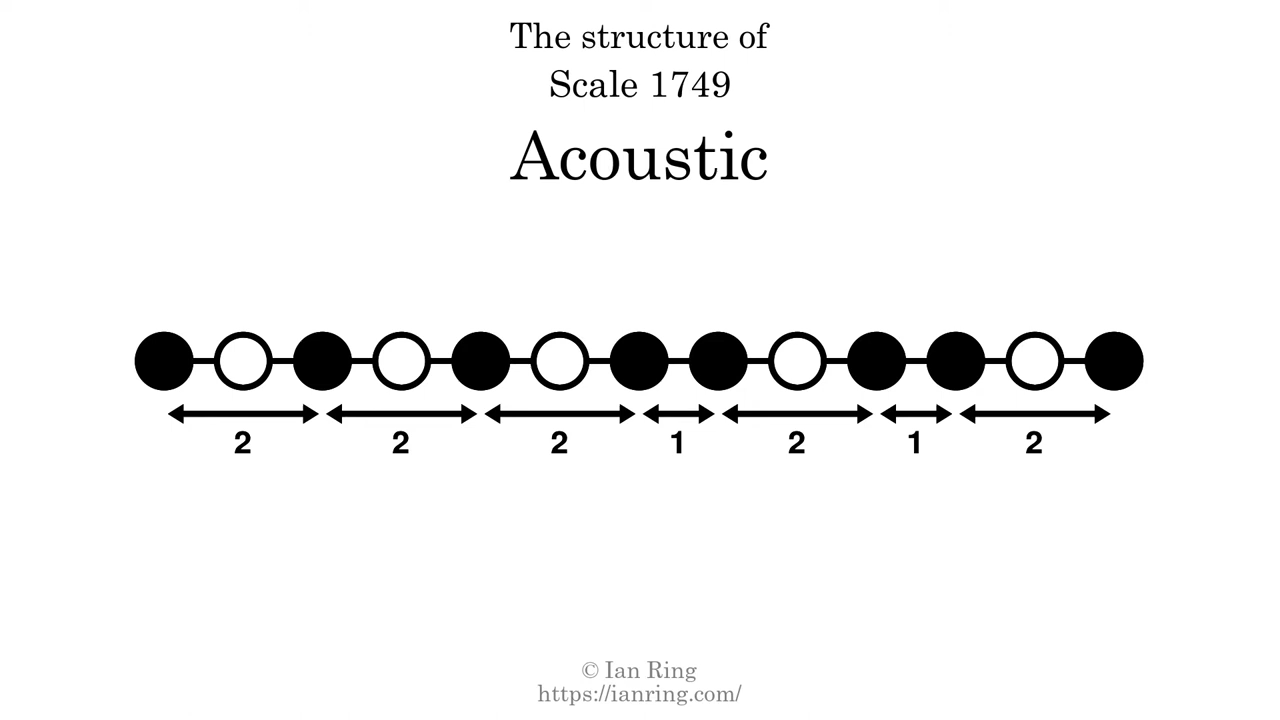 The structure of
Scale 1749
Acoustic
2 2 2 1 2 1 2
© Ian Ring
https://ianring.com/